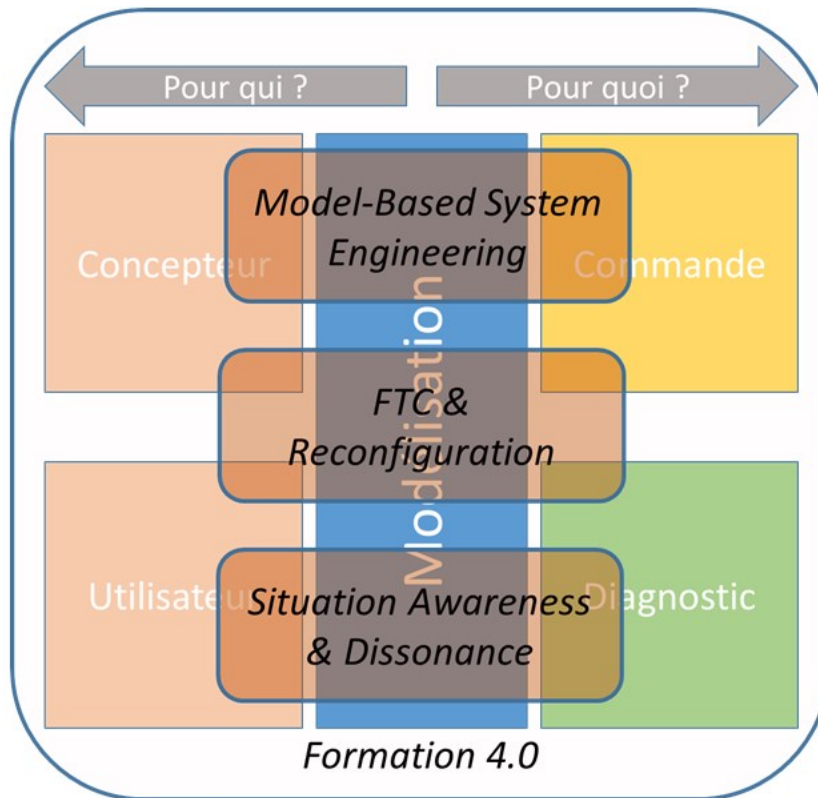 Pour qui ?
Pour quoi ?
Model-Based System
Engineering
Concepteur
Commande
Modélisation
FTC &
Reconfiguration
Utilisateur
Situation Awareness
& Dissonance
Diagnostic
Formation 4.0